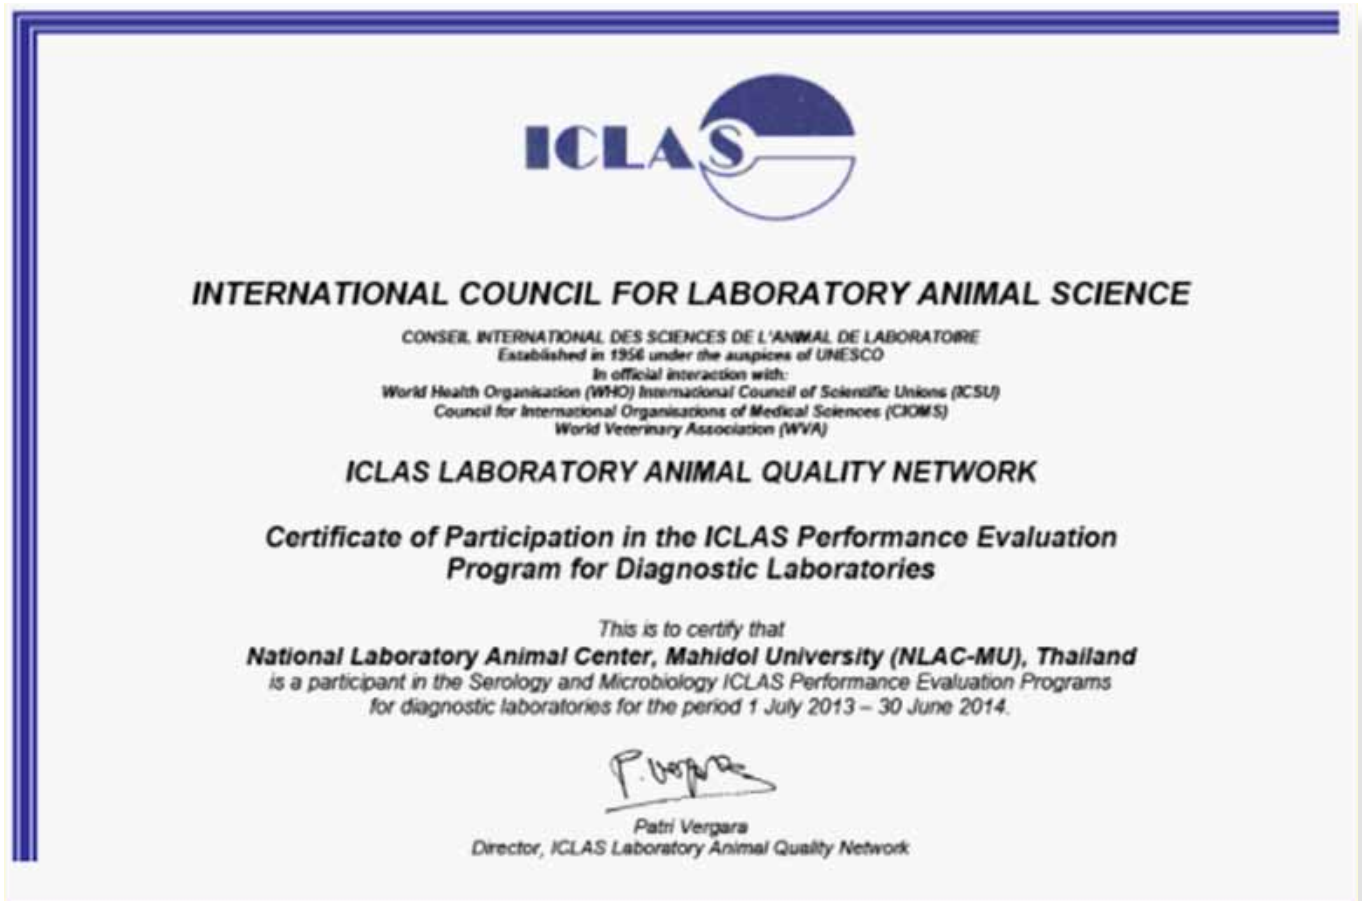 ICLAS
INTERNATIONAL COUNCIL FOR LABORATORY ANIMAL SCIENCE
CONSEIL INTERNATIONAL DES SCIENCES DE L'ANIMAL DE LABORATOIRE
Established in 1956 under the auspices of UNESCO
In official interaction with:
World Health Organisation (WHO) International Council of Scientific Unions (ICSU)
Council for International Organisations of Medical Sciences (CIOMS)
World Veterinary Association (WVA)
ICLAS LABORATORY ANIMAL QUALITY NETWORK
Certificate of Participation in the ICLAS Performance Evaluation
Program for Diagnostic Laboratories
This is to certify that
National Laboratory Animal Center, Mahidol University (NLAC-MU), Thailand
is a participant in the Serology and Microbiology ICLAS Performance Evaluation Programs
for diagnostic laboratories for the period 1 July 2013 – 30 June 2014.
P. Vergara
Patri Vergara
Director, ICLAS Laboratory Animal Quality Network